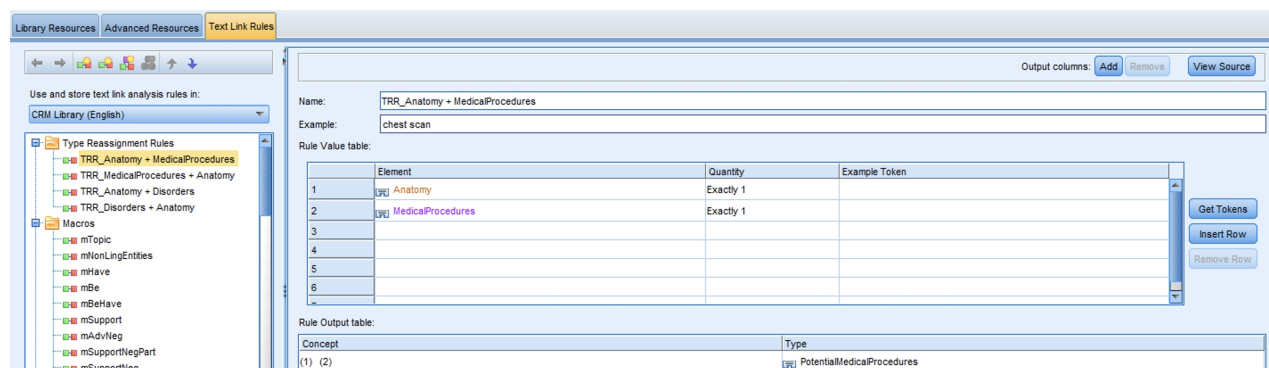 Library Resources Advanced Resources Text Link Rules
Output columns: Add Remove View Source
Use and store text link analysis rules in:
CRM Library (English)
Type Reassignment Rules
TRR_Anatomy + MedicalProcedures
TRR_MedicalProcedures + Anatomy
TRR_Anatomy + Disorders
TRR_Disorders + Anatomy
Macros
mTopic
mNonLingEntities
mHave
mBe
mBeHave
mSupport
mAdvNeg
mSupportNegPart
mSupportNeg
Name: TRR_Anatomy + MedicalProcedures
Example: chest scan
Rule Value table:
Element Quantity Example Token
1 Anatomy Exactly 1
2 MedicalProcedures Exactly 1
3
4
5
6
Get Tokens
Insert Row
Remove Row
Rule Output table:
Concept Type
(1) (2) PotentialMedicalProcedures